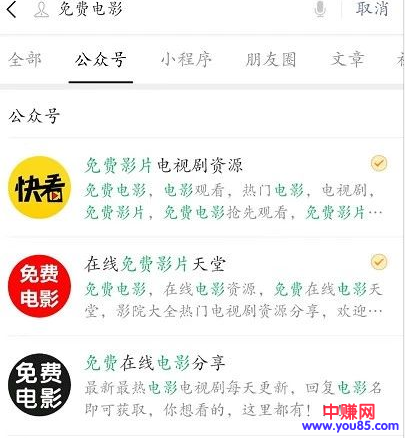 免费电影 取消
全部 公众号 小程序 朋友圈 文章
公众号
快看
免费影片电视剧资源
免费电影，电影观看，热门电影，电视剧，
免费影片，免费电影抢先观看，免费影片…
免费
电影
在线免费影片天堂
免费电影，在线电影资源，免费在线电影天
堂，影院大全热门电视剧资源分享，欢迎…
免费
电影
免费在线电影分享
最新最热电影电视剧每天更新，回复电影名
即可获取，你想看的，这里都有！
中赚网
www.you85.com